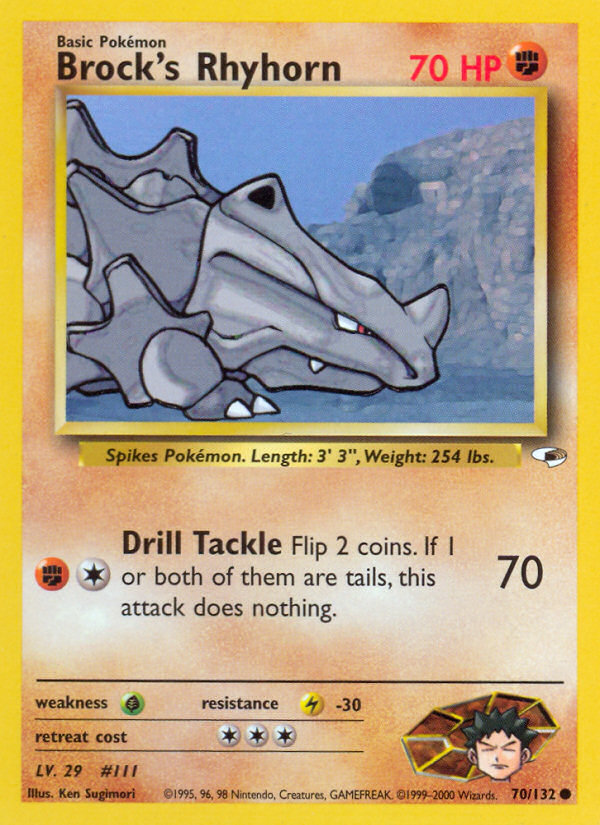 Basic Pokémon
Brock's Rhyhorn 70 HP
Spikes Pokémon. Length: 3' 3", Weight: 254 lbs.
Drill Tackle Flip 2 coins. If 1
or both of them are tails, this
attack does nothing.
70
weakness resistance -30
retreat cost
LV. 29 #111
Illus. Ken Sugimori ©1995, 96, 98 Nintendo, Creatures, GAMEFREAK. ©1999–2000 Wizards. 70/132